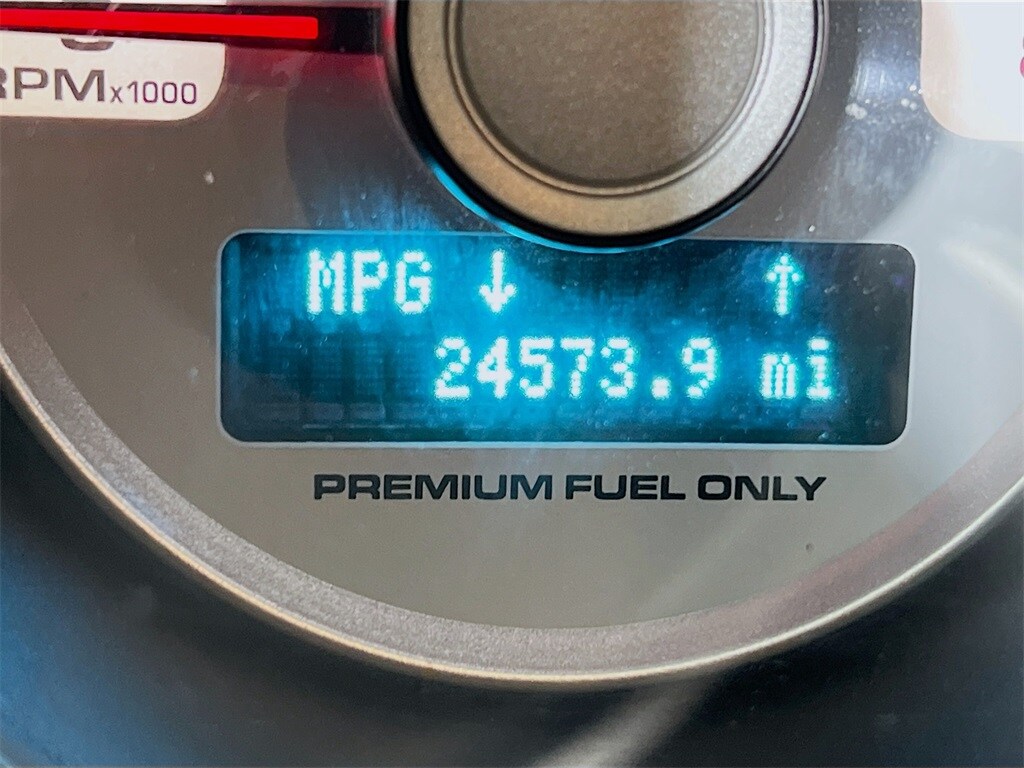 RPMx1000
MPG ↓ ↑
24573.9 mi
PREMIUM FUEL ONLY